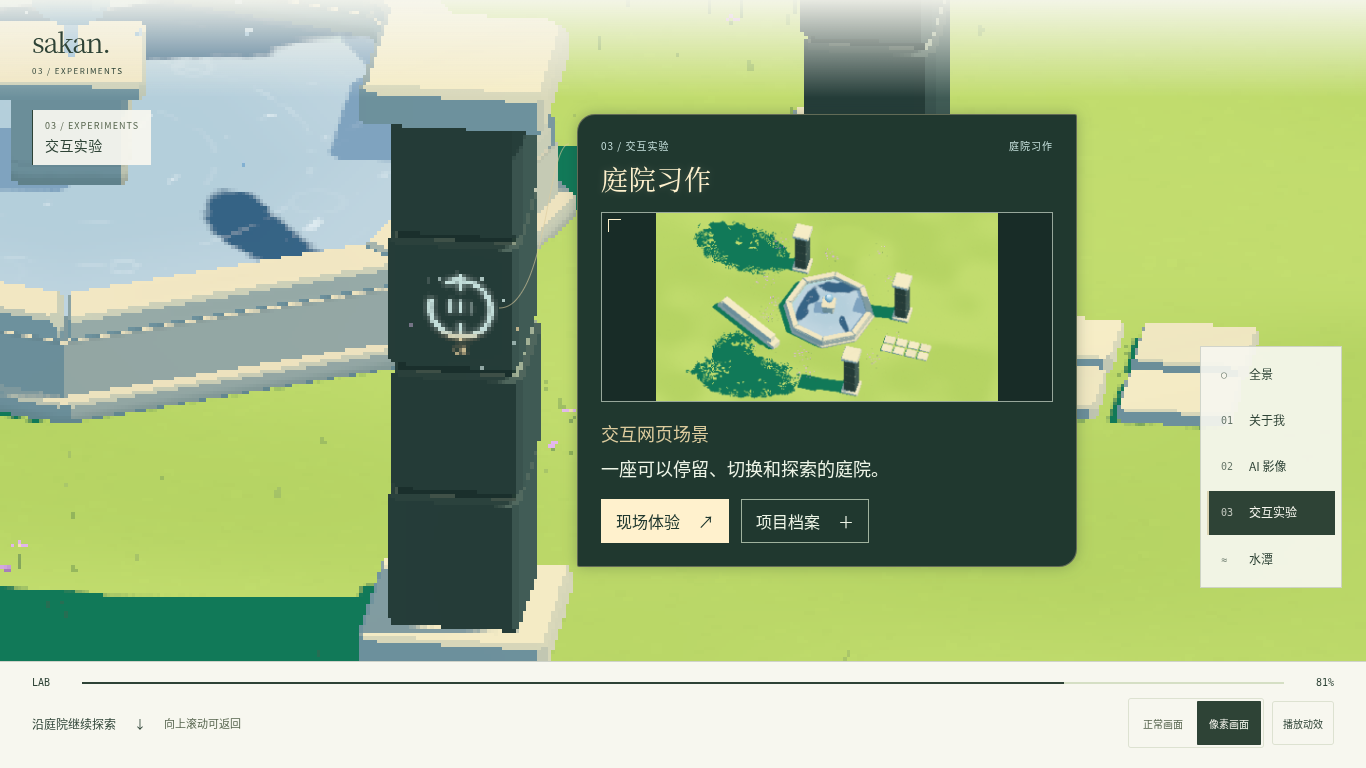 sakan.
03 / EXPERIMENTS
03 / EXPERIMENTS
交互实验
03 / 交互实验
庭院习作
庭院习作
交互网页场景
一座可以停留、切换和探索的庭院。
现场体验 ↗
项目档案 ＋
○ 全景
01 关于我
02 AI 影像
03 交互实验
≈ 水潭
LAB
81%
沿庭院继续探索 ↓ 向上滚动可返回
正常画面
像素画面
播放动效